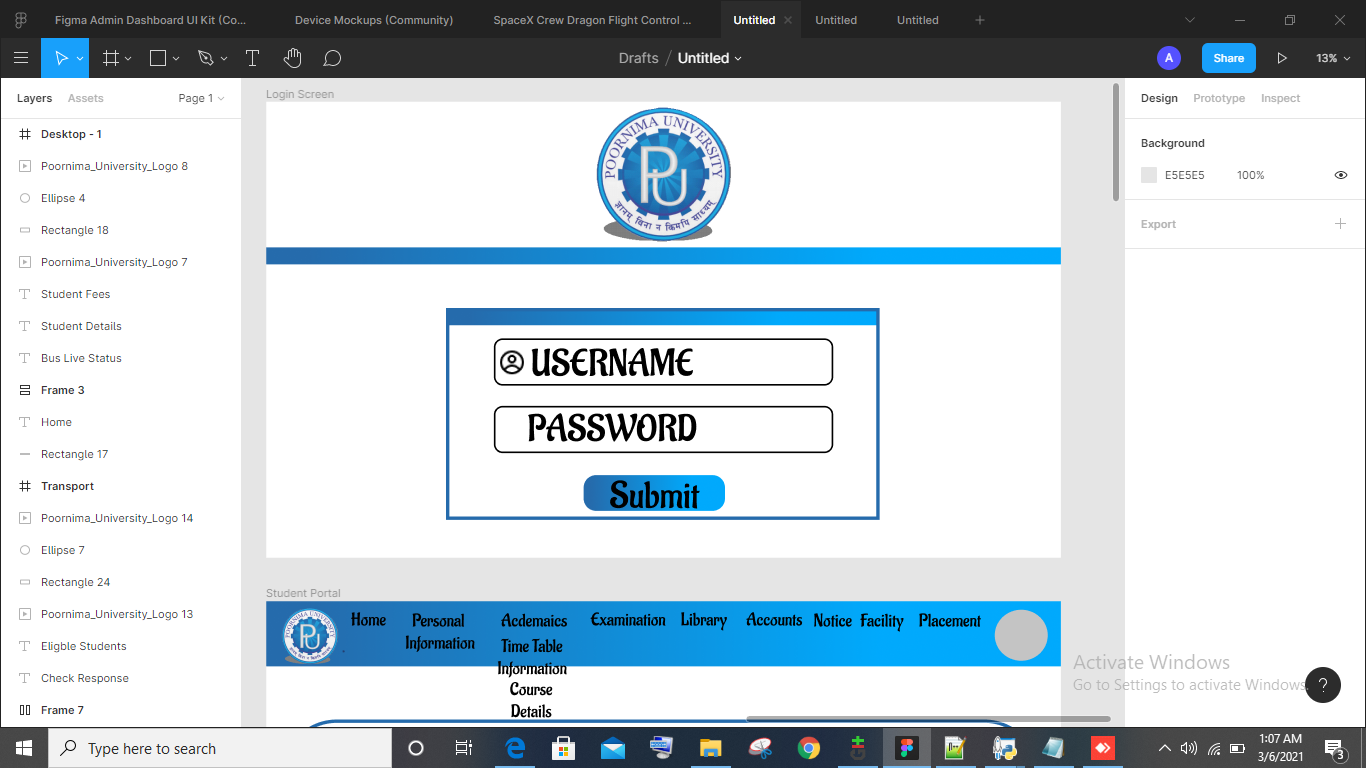 Figma Admin Dashboard UI Kit (Co...
Device Mockups (Community)
SpaceX Crew Dragon Flight Control ...
Untitled
Untitled
Untitled
Drafts / Untitled
A
Share
13%
Layers
Assets
Page 1
Desktop - 1
Poornima_University_Logo 8
Ellipse 4
Rectangle 18
Poornima_University_Logo 7
Student Fees
Student Details
Bus Live Status
Frame 3
Home
Rectangle 17
Transport
Poornima_University_Logo 14
Ellipse 7
Rectangle 24
Poornima_University_Logo 13
Eligble Students
Check Response
Frame 7
Login Screen
POORNIMA UNIVERSITY
PU
ज्ञानम् विना न किमपि साध्यम्
USERNAME
PASSWORD
Submit
Student Portal
POORNIMA UNIVERSITY
PU
Home
Personal
Information
Acdemaics
Time Table
Information
Course
Details
Examination
Library
Accounts
Notice
Facility
Placement
Design
Prototype
Inspect
Background
E5E5E5
100%
Export
Activate Windows
Go to Settings to activate Windows.
?
Type here to search
1:07 AM
3/6/2021
3